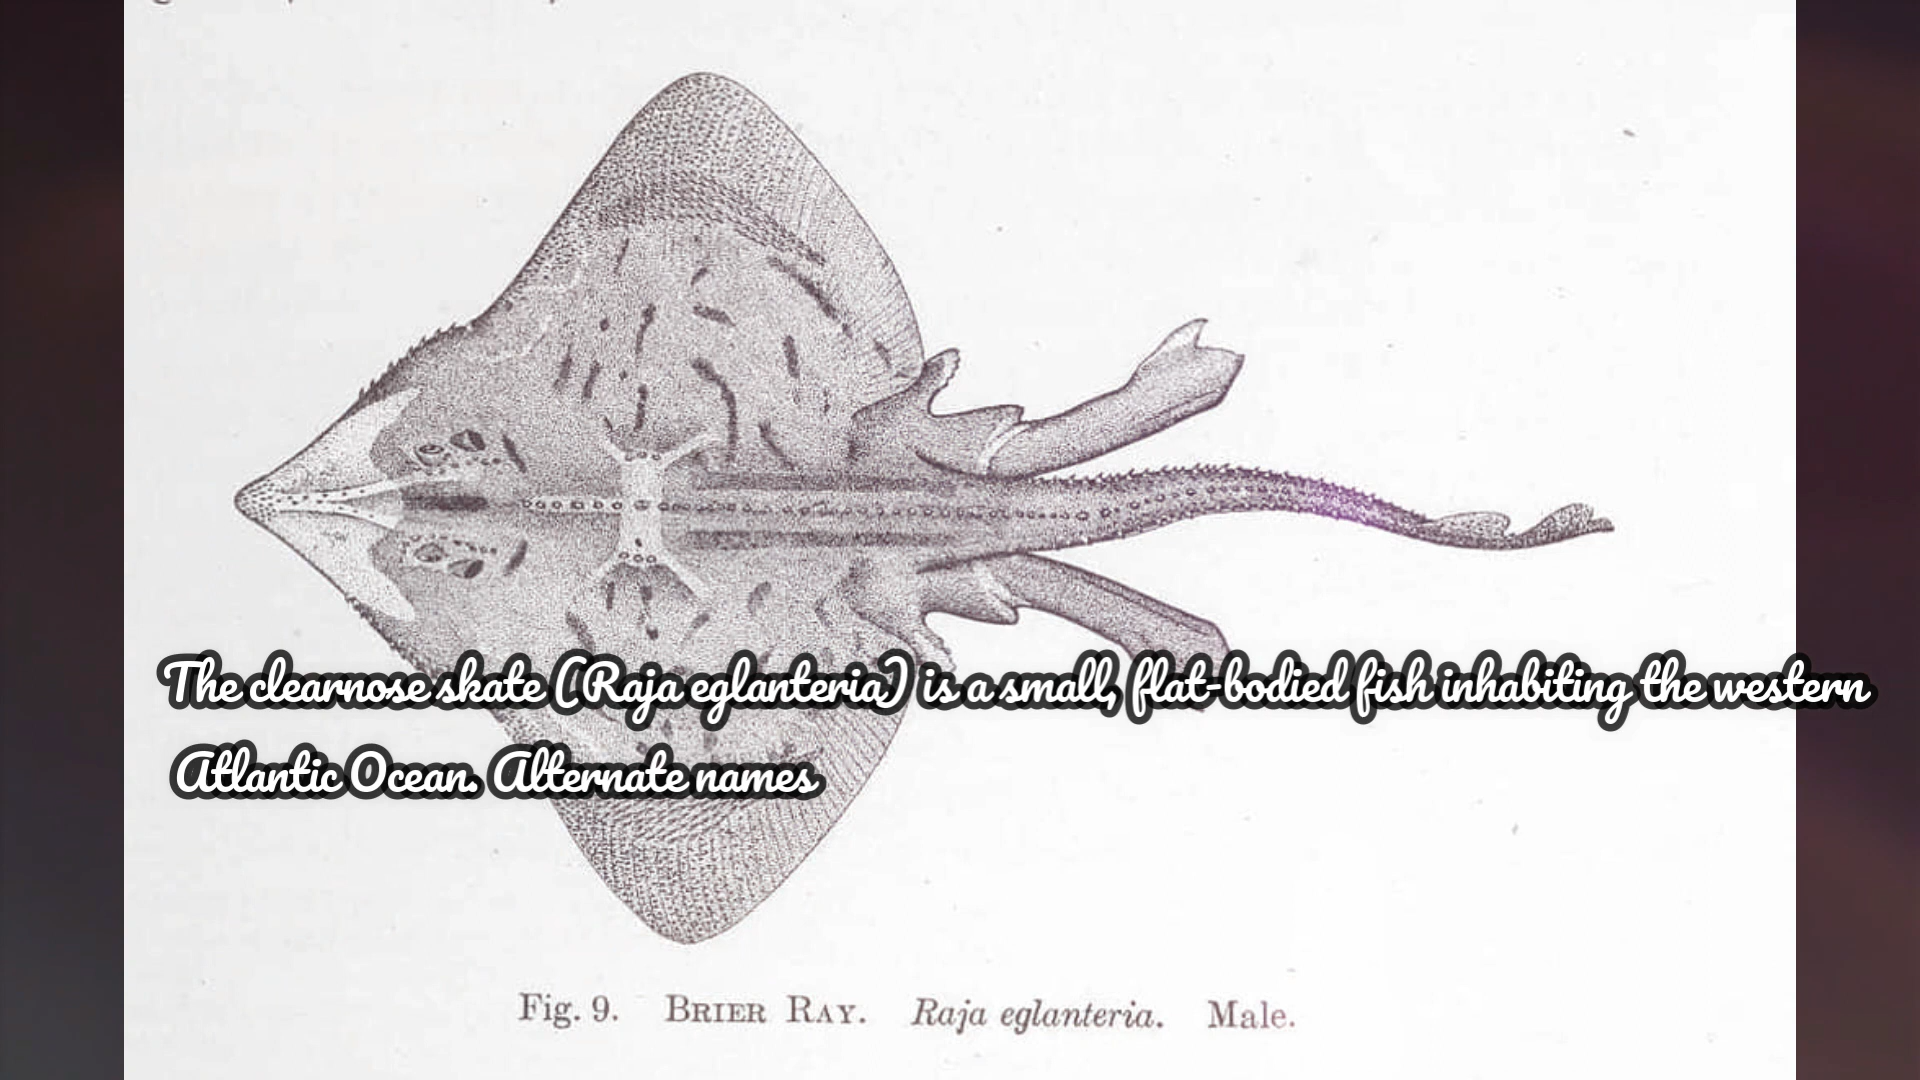 The clearnose skate (Raja eglanteria) is a small, flat-bodied fish inhabiting the western
Atlantic Ocean. Alternate names
Fig. 9. BRIER RAY. Raja eglanteria. Male.